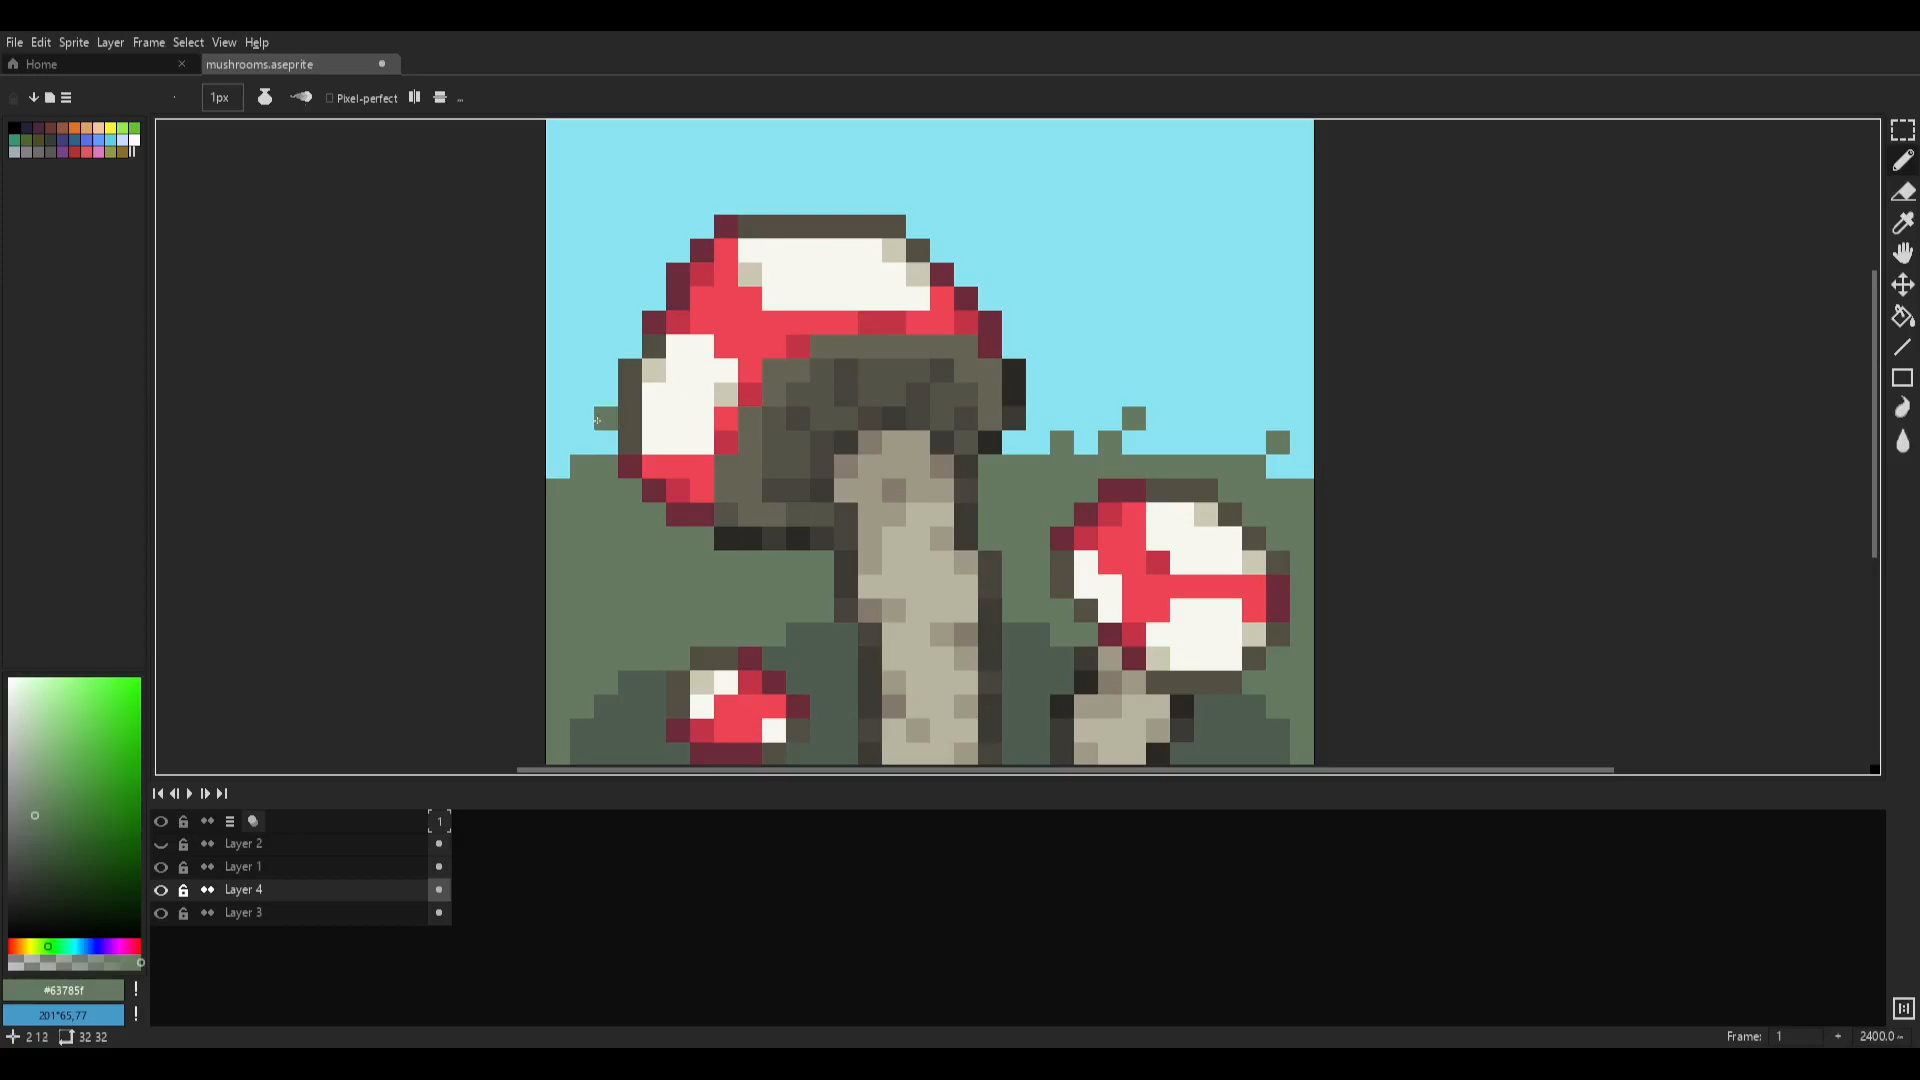 File Edit Sprite Layer Frame Select View Help
Home mushrooms.aseprite
1px Pixel-perfect ...
1
Layer 2
Layer 1
Layer 4
Layer 3
#63785f !
201°65,77 !
2 12 32 32 Frame: 1 + 2400.0